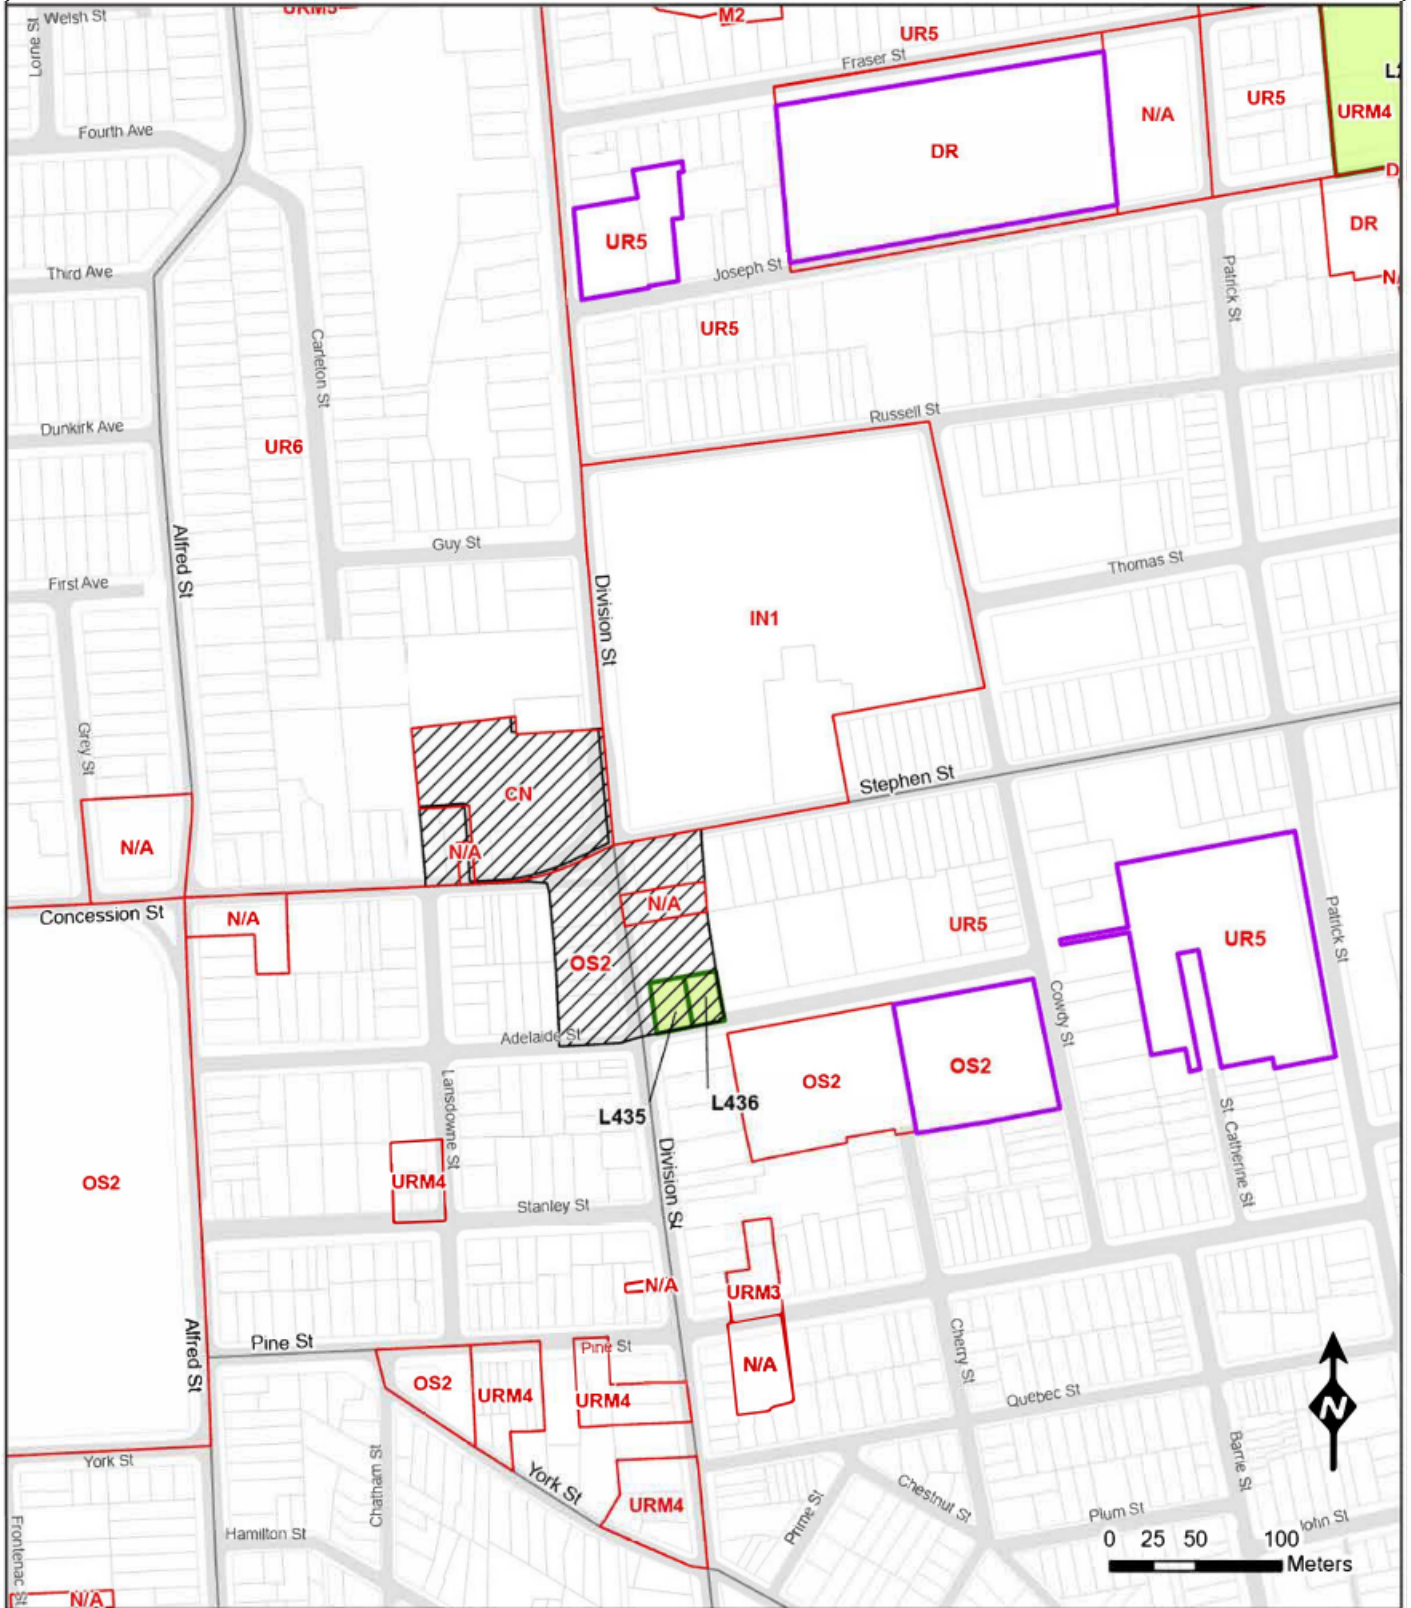 Welsh St
URM5
M2
UR5
Lorne St
Fraser St
UR5
URM4
N/A
DR
Fourth Ave
DR
UR5
Third Ave
Joseph St
Patrick St
UR5
Carleton St
Russell St
Dunkirk Ave
UR6
Alfred St
Guy St
Thomas St
First Ave
Division St
IN1
Grey St
Stephen St
CN
N/A
N/A
N/A
N/A
Concession St
UR5
UR5
Patrick St
OS2
Cowdy St
Adelaide St
OS2
OS2
L436
L435
Lansdowne St
St. Catherine St
Division St
OS2
URM4
Stanley St
N/A
URM3
Pine St
Pine St
Alfred St
Cherry St
N/A
OS2
URM4
URM4
Quebec St
N
York St
Chatham St
Barrie St
York St
Chestnut St
URM4
Prime St
Plum St
John St
Hamilton St
Frontenac St
N/A
0 25 50 100
Meters